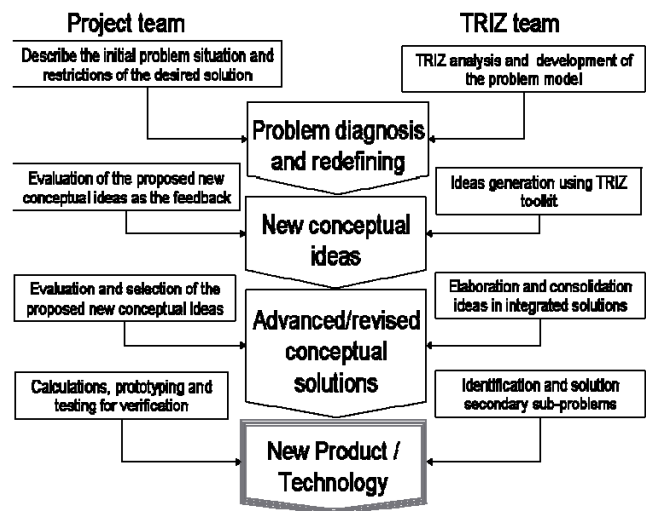 Project team
TRIZ team
Describe the initial problem situation and
restrictions of the desired solution
TRIZ analysis and development of
the problem model
Problem diagnosis
and redefining
Evaluation of the proposed new
conceptual ideas as the feedback
Ideas generation using TRIZ
toolkit
New conceptual
ideas
Evaluation and selection of the
proposed new conceptual Ideas
Elaboration and consolidation
ideas in integrated solutions
Advanced/revised
conceptual
solutions
Calculations, prototyping and
testing for verification
Identification and solution
secondary sub-problems
New Product /
Technology